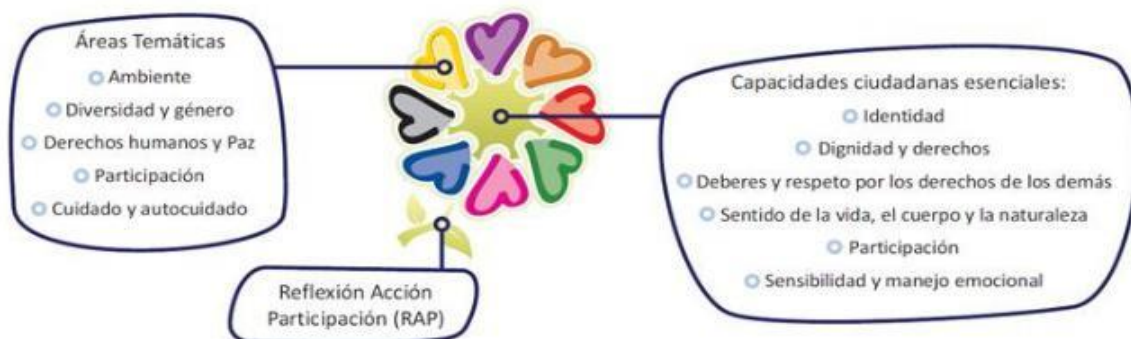 Áreas Temáticas
Ambiente
Diversidad y género
Derechos humanos y Paz
Participación
Cuidado y autocuidado
Reflexión Acción
Participación (RAP)
Capacidades ciudadanas esenciales:
Identidad
Dignidad y derechos
Deberes y respeto por los derechos de los demás
Sentido de la vida, el cuerpo y la naturaleza
Participación
Sensibilidad y manejo emocional